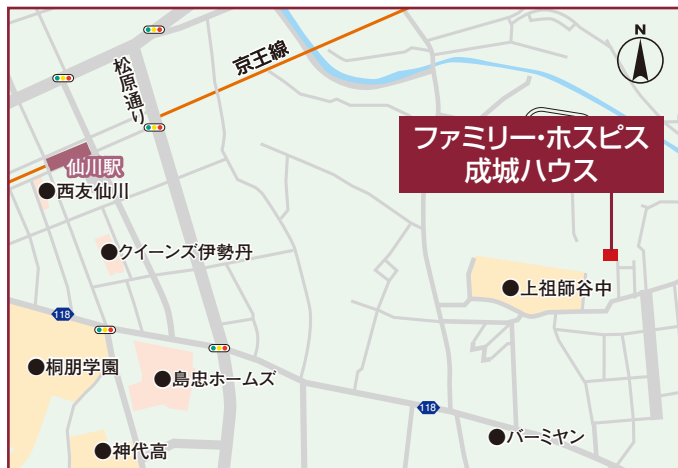 N
京王線
松原通り
ファミリー・ホスピス
成城ハウス
仙川駅
●西友仙川
●クイーンズ伊勢丹
●上祖師谷中
118
●桐朋学園
●島忠ホームズ
118
●バーミヤン
●神代高